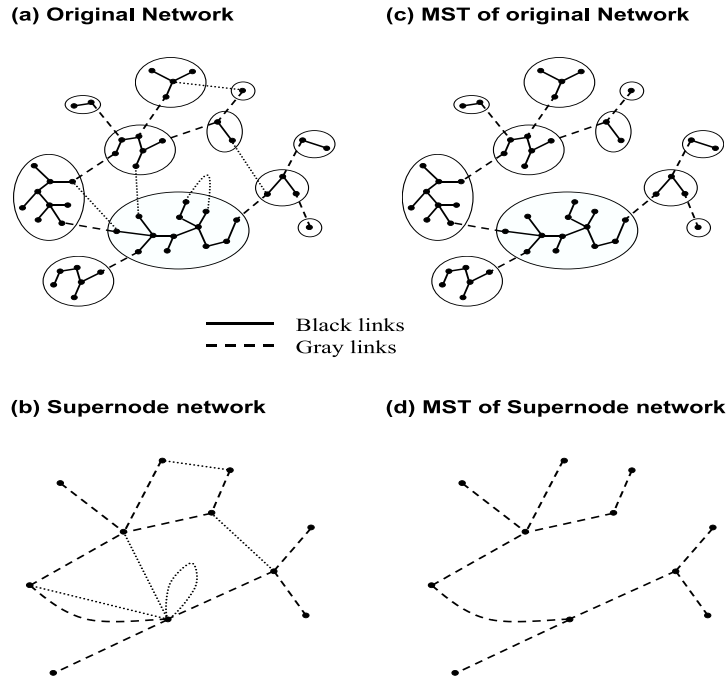 (a) Original Network
(c) MST of original Network
Black links
Gray links
(b) Supernode network
(d) MST of Supernode network